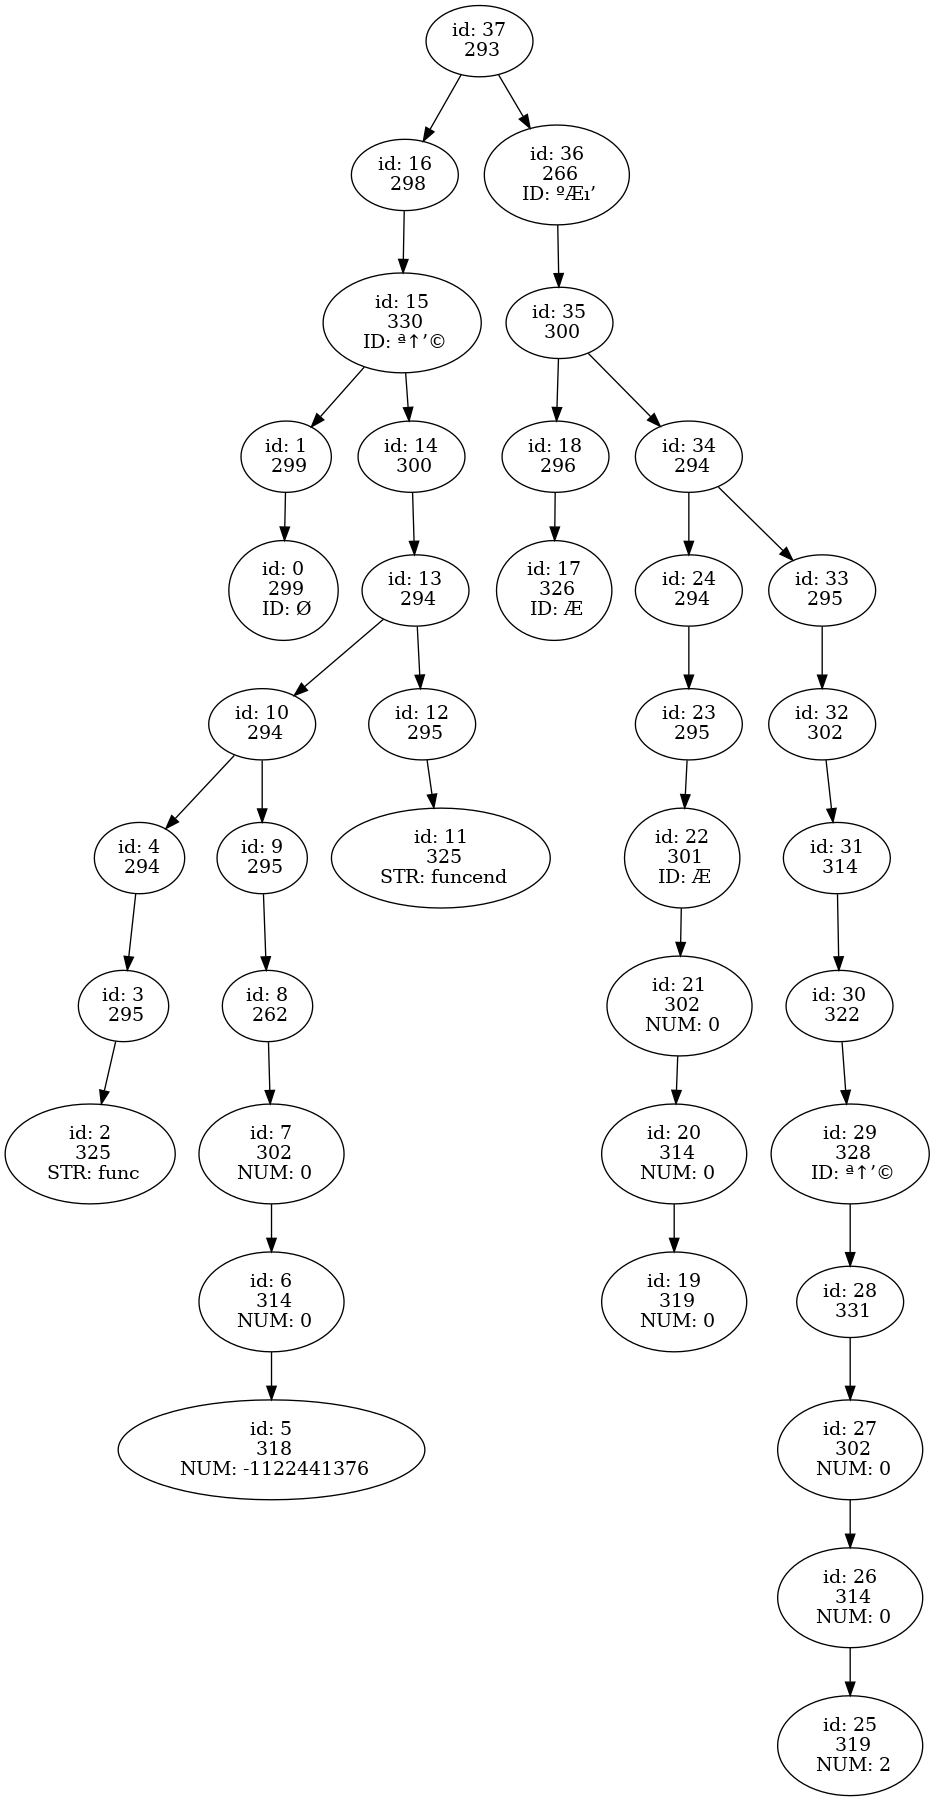 id: 37
293
id: 16
298
id: 36
266
ID: ºÆı’
id: 15
330
ID: ª↑’©
id: 35
300
id: 1
299
id: 14
300
id: 18
296
id: 34
294
id: 0
299
ID: Ø
id: 13
294
id: 17
326
ID: Æ
id: 24
294
id: 33
295
id: 10
294
id: 12
295
id: 23
295
id: 32
302
id: 4
294
id: 9
295
id: 11
325
STR: funcend
id: 22
301
ID: Æ
id: 31
314
id: 3
295
id: 8
262
id: 21
302
NUM: 0
id: 30
322
id: 2
325
STR: func
id: 7
302
NUM: 0
id: 20
314
NUM: 0
id: 29
328
ID: ª↑’©
id: 6
314
NUM: 0
id: 19
319
NUM: 0
id: 28
331
id: 5
318
NUM: -1122441376
id: 27
302
NUM: 0
id: 26
314
NUM: 0
id: 25
319
NUM: 2